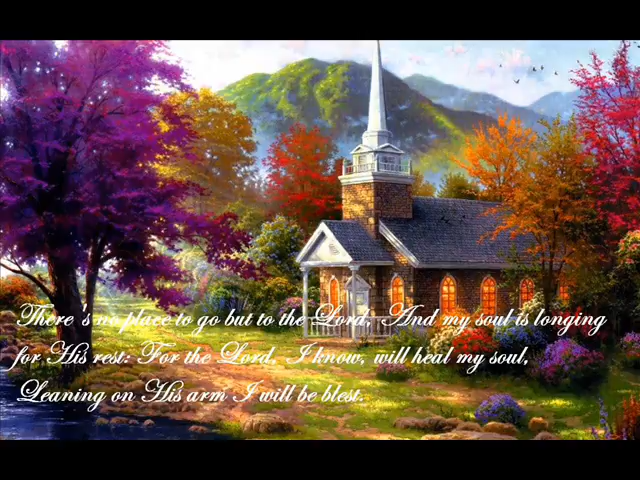 There's no place to go but to the Lord, And my soul is longing
for His rest: For the Lord, I know, will heal my soul,
Leaning on His arm I will be blest.